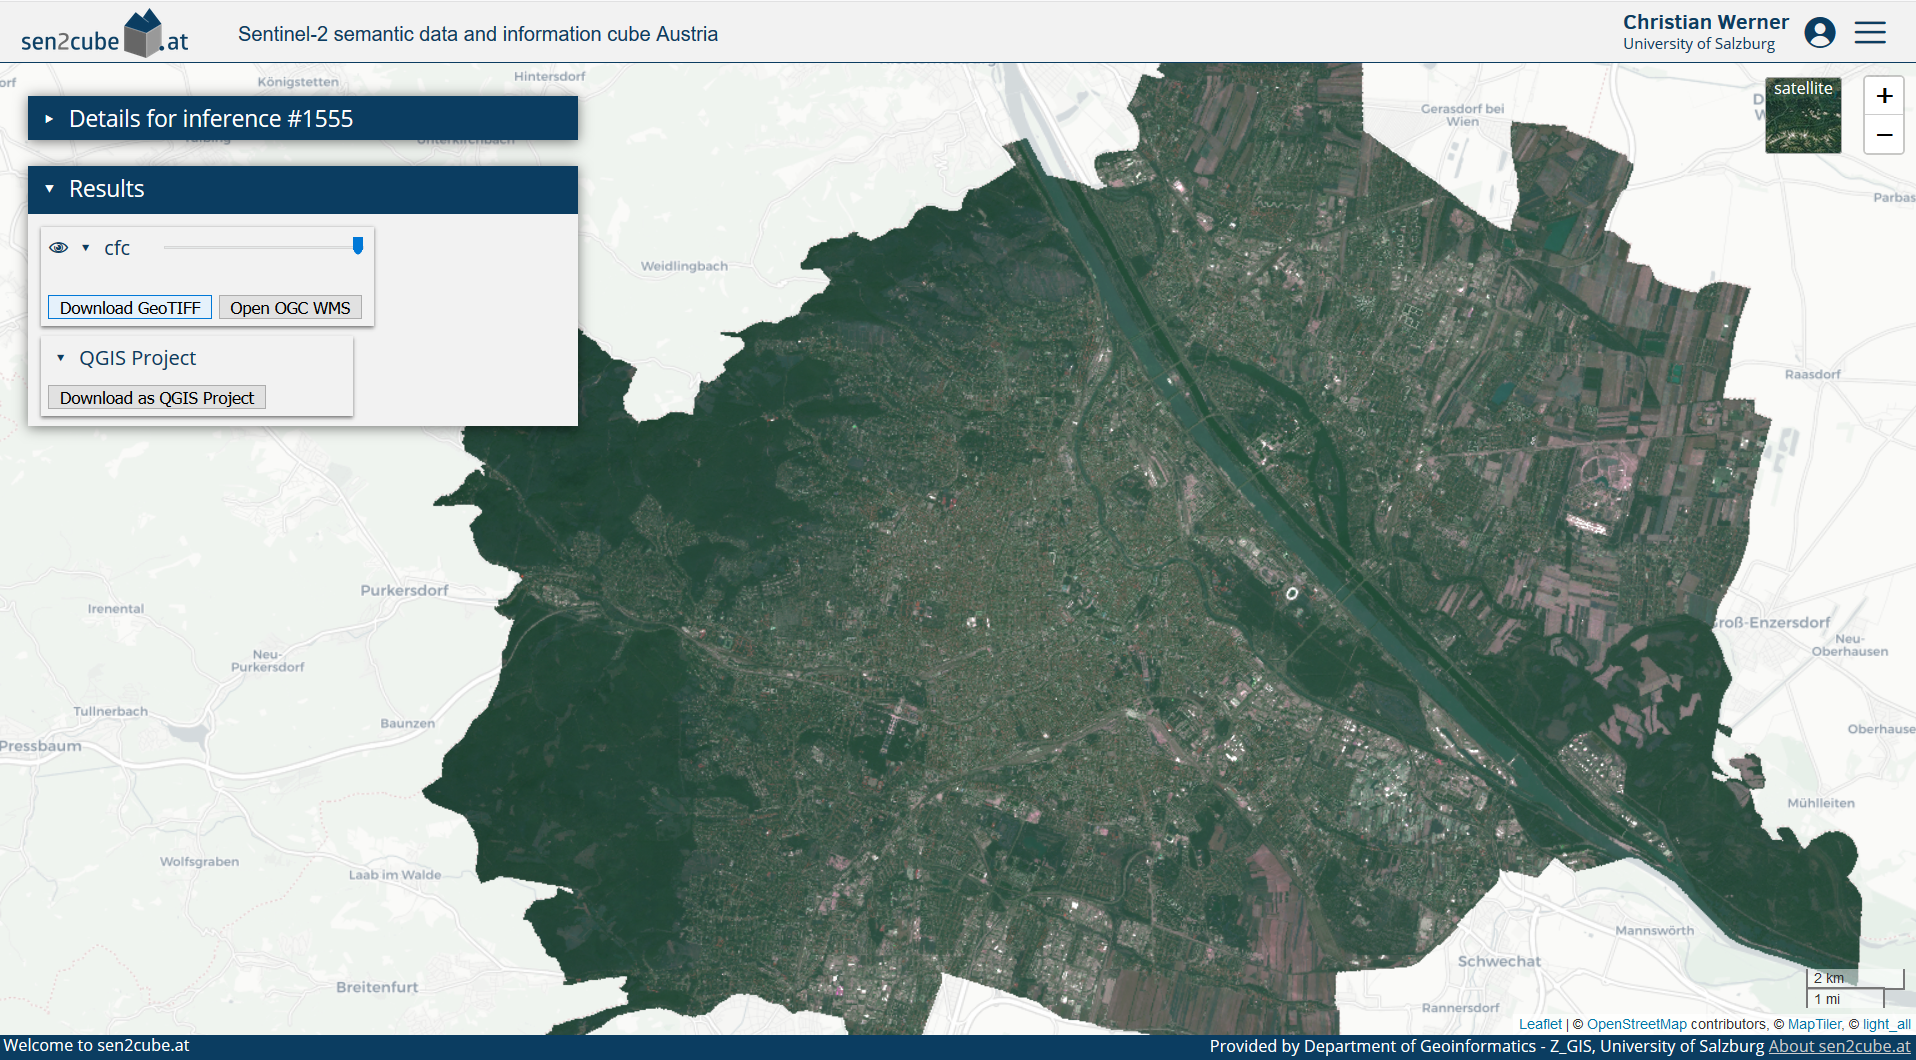 sen2cube.at
Sentinel-2 semantic data and information cube Austria
Christian Werner
University of Salzburg
Königstetten
Hintersdorf
Details for inference #1555
Results
cfc
Download GeoTIFF
Open OGC WMS
QGIS Project
Download as QGIS Project
satellite
+
−
Gerasdorf bei
Wien
Parbas
Weidlingbach
Raasdorf
Purkersdorf
Irenental
Neu-
Purkersdorf
Groß-Enzersdorf
Neu-
Oberhausen
Tullnerbach
Baunzen
Pressbaum
Oberhause
Mühlleiten
Wolfsgraben
Laab im Walde
Mannswörth
Schwechat
Breitenfurt
Rannersdorf
2 km
1 mi
Leaflet | © OpenStreetMap contributors, © MapTiler, © light_all
Welcome to sen2cube.at
Provided by Department of Geoinformatics - Z_GIS, University of Salzburg About sen2cube.at